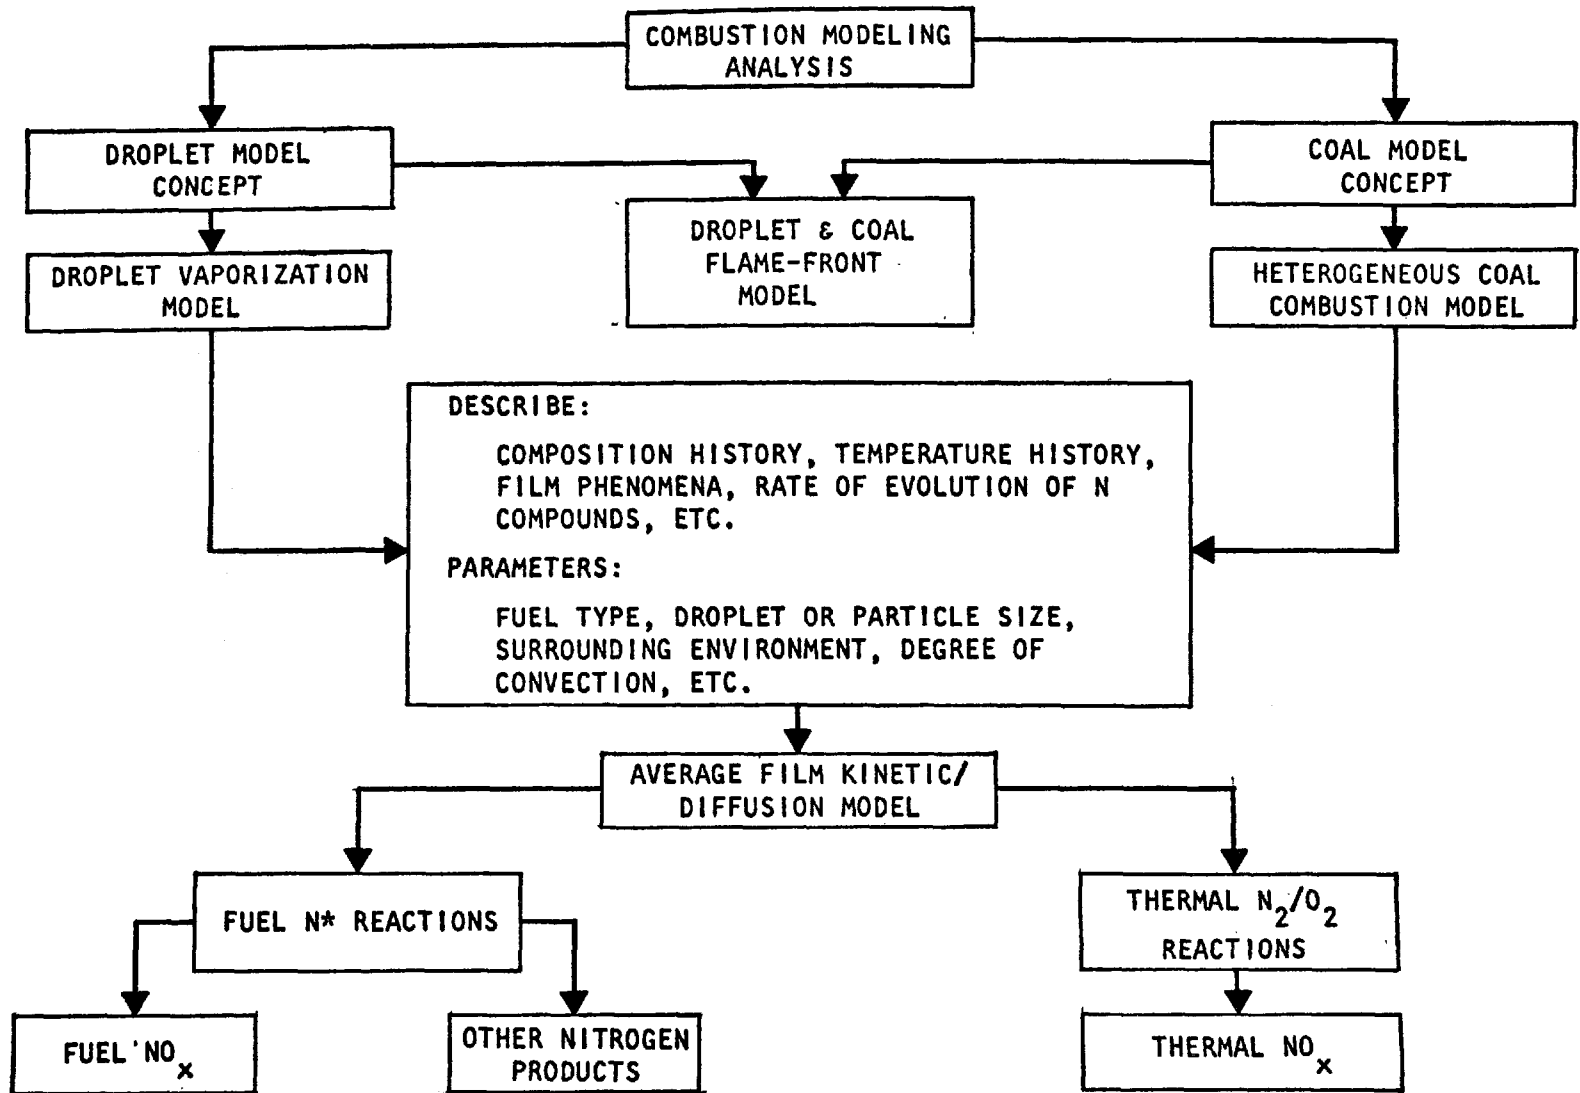 COMBUSTION MODELING
ANALYSIS
DROPLET MODEL
CONCEPT
COAL MODEL
CONCEPT
DROPLET & COAL
FLAME-FRONT
MODEL
DROPLET VAPORIZATION
MODEL
HETEROGENEOUS COAL
COMBUSTION MODEL
DESCRIBE:
COMPOSITION HISTORY, TEMPERATURE HISTORY,
FILM PHENOMENA, RATE OF EVOLUTION OF N
COMPOUNDS, ETC.
PARAMETERS:
FUEL TYPE, DROPLET OR PARTICLE SIZE,
SURROUNDING ENVIRONMENT, DEGREE OF
CONVECTION, ETC.
AVERAGE FILM KINETIC/
DIFFUSION MODEL
FUEL N* REACTIONS
THERMAL N₂/O₂
REACTIONS
FUEL NOₓ
OTHER NITROGEN
PRODUCTS
THERMAL NOₓ